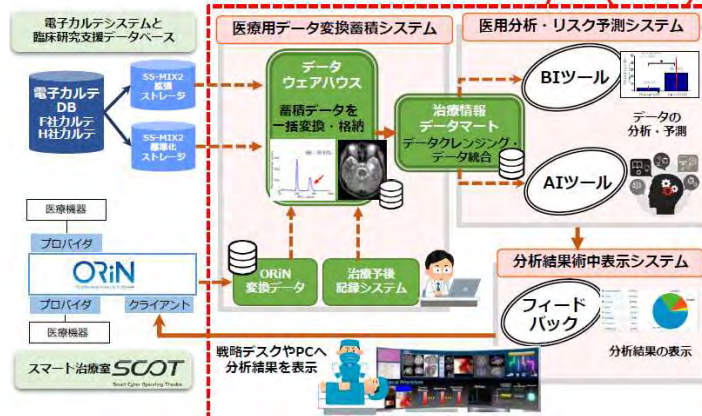 電子カルテシステムと
臨床研究支援データベース
電子カルテ
DB
F社カルテ
H社カルテ
SS-MIX2
拡張
ストレージ
SS-MIX2
標準化
ストレージ
医療機器
プロバイダ
ORiN
プロバイダ
クライアント
医療機器
スマート治療室SCOT
Smart Cyber Operating Theater
医療用データ変換蓄積システム
データ
ウェアハウス
蓄積データを
一括変換・格納
治療情報
データマート
データクレンジング・
データ統合
ORiN
変換データ
治療予後
記録システム
医用分析・リスク予測システム
BIツール
データの
分析・予測
AIツール
分析結果術中表示システム
フィード
バック
分析結果の表示
戦略デスクやPCへ
分析結果を表示